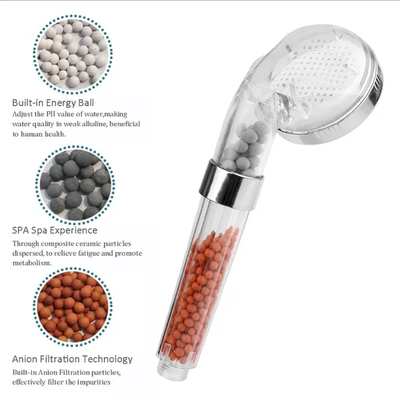 Built-in Energy Ball
Adjust the PH value of water,making
water quality in weak alkaline, beneficial
to human health.
SPA Spa Experience
Through composite ceramic particles
dispersed, to relieve fatigue and promote
metabolism.
Anion Filtration Technology
Built-in Anion Filtration particles,
effectively filter the impurities